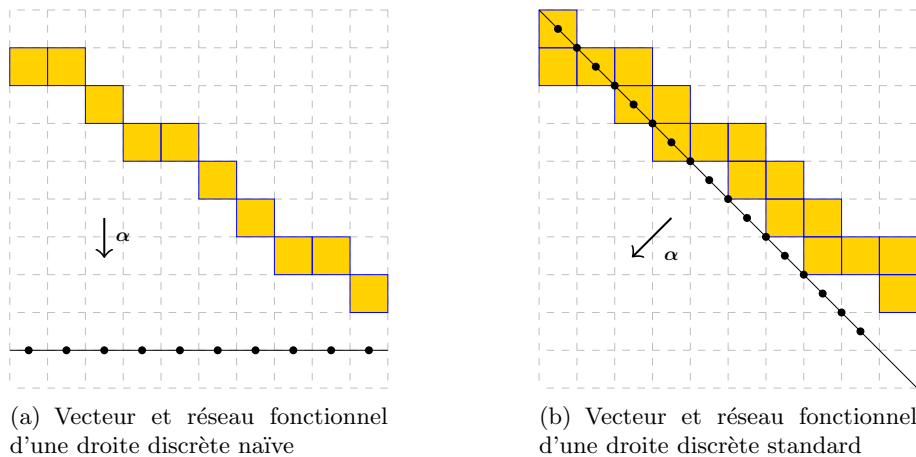 α
α
(a) Vecteur et réseau fonctionnel
d'une droite discrète naïve
(b) Vecteur et réseau fonctionnel
d'une droite discrète standard